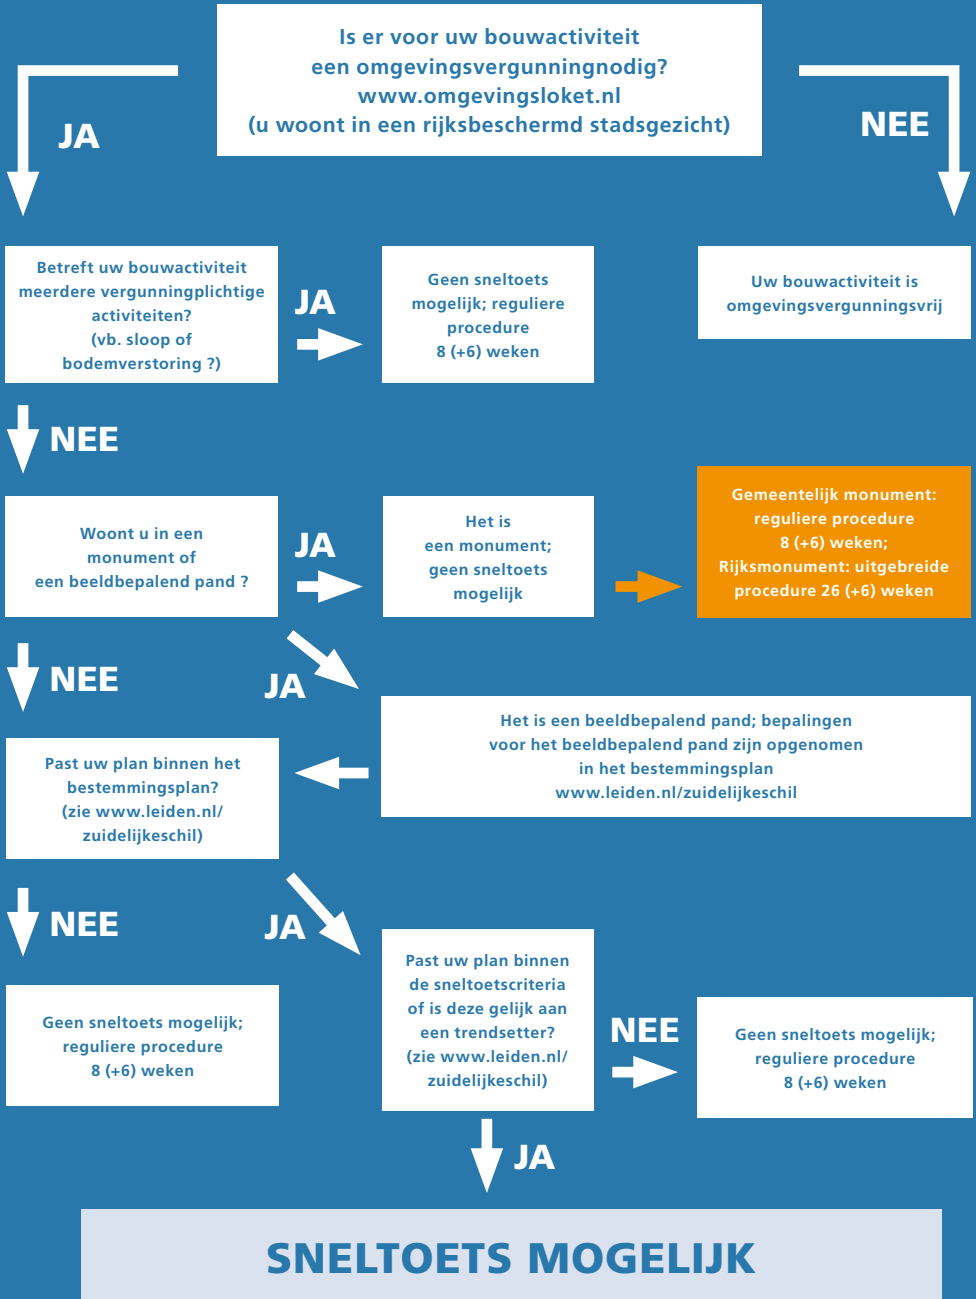 Is er voor uw bouwactiviteit
een omgevingsvergunningnodig?
www.omgevingsloket.nl
(u woont in een rijksbeschermd stadsgezicht)
JA
NEE
Betreft uw bouwactiviteit
meerdere vergunningplichtige
activiteiten?
(vb. sloop of
bodemverstoring ?)
JA
Geen sneltoets
mogelijk; reguliere
procedure
8 (+6) weken
Uw bouwactiviteit is
omgevingsvergunningsvrij
NEE
Woont u in een
monument of
een beeldbepalend pand ?
JA
Het is
een monument;
geen sneltoets
mogelijk
Gemeentelijk monument:
reguliere procedure
8 (+6) weken;
Rijksmonument: uitgebreide
procedure 26 (+6) weken
NEE
JA
Het is een beeldbepalend pand; bepalingen
voor het beeldbepalend pand zijn opgenomen
in het bestemmingsplan
www.leiden.nl/zuidelijkeschil
Past uw plan binnen het
bestemmingsplan?
(zie www.leiden.nl/
zuidelijkeschil)
NEE
JA
Geen sneltoets mogelijk;
reguliere procedure
8 (+6) weken
Past uw plan binnen
de sneltoetscriteria
of is deze gelijk aan
een trendsetter?
(zie www.leiden.nl/
zuidelijkeschil)
NEE
Geen sneltoets mogelijk;
reguliere procedure
8 (+6) weken
JA
SNELTOETS MOGELIJK